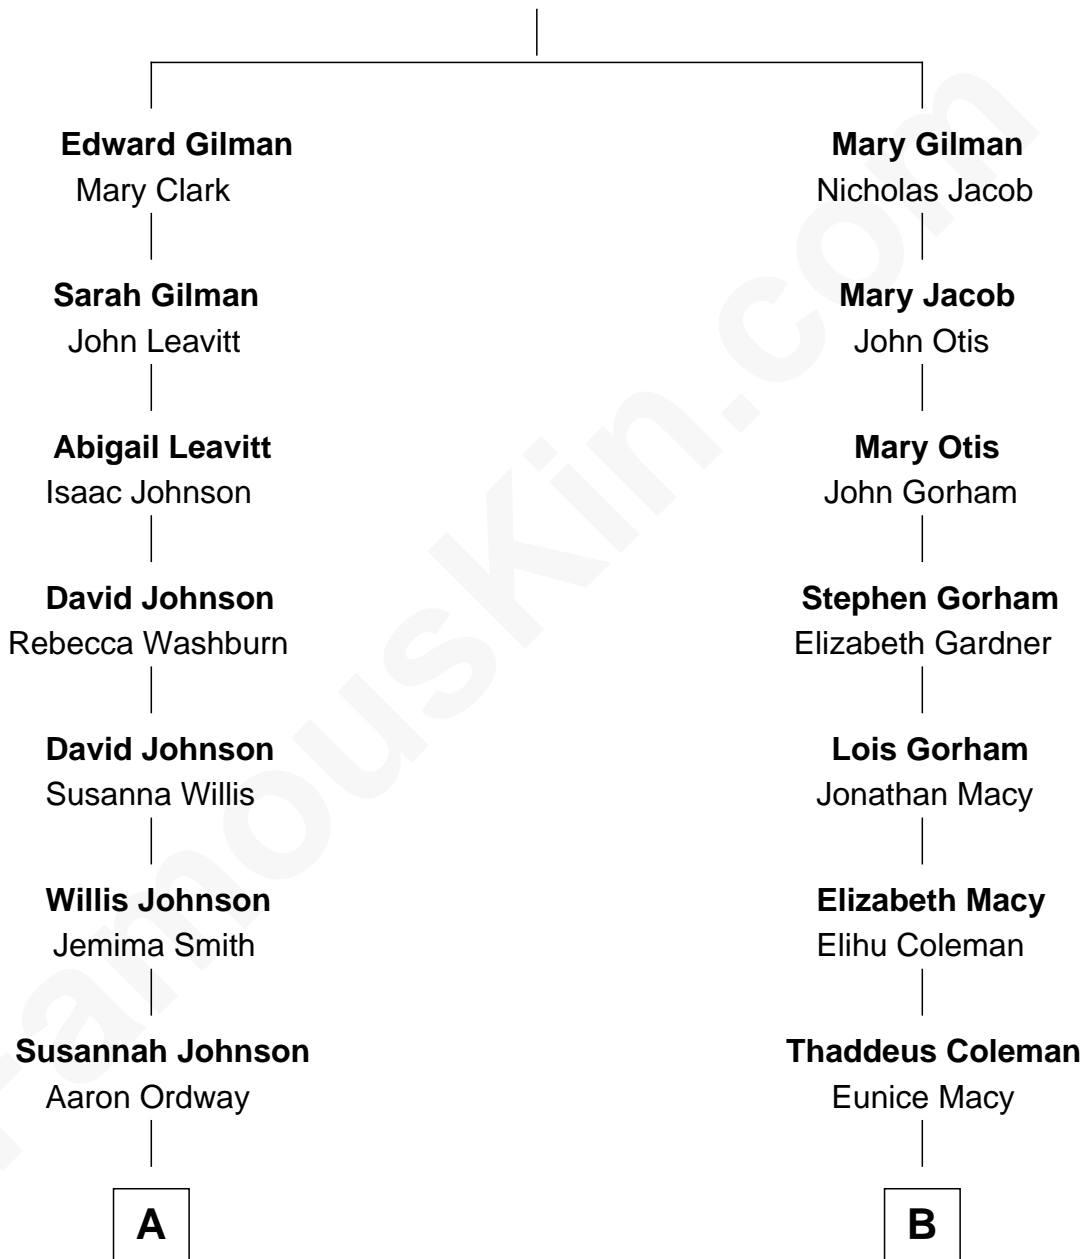 Edward Gilman
Mary Clark
Sarah Gilman
John Leavitt
Abigail Leavitt
Isaac Johnson
David Johnson
Rebecca Washburn
David Johnson
Susanna Willis
Willis Johnson
Jemima Smith
Susannah Johnson
Aaron Ordway
A
Mary Gilman
Nicholas Jacob
Mary Jacob
John Otis
Mary Otis
John Gorham
Stephen Gorham
Elizabeth Gardner
Lois Gorham
Jonathan Macy
Elizabeth Macy
Elihu Coleman
Thaddeus Coleman
Eunice Macy
B
FamousKin.com